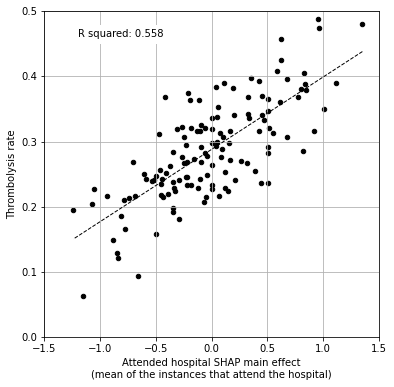 R squared: 0.558
Thrombolysis rate
0.5
0.4
0.3
0.2
0.1
0.0
−1.5 −1.0 −0.5 0.0 0.5 1.0 1.5
Attended hospital SHAP main effect
(mean of the instances that attend the hospital)